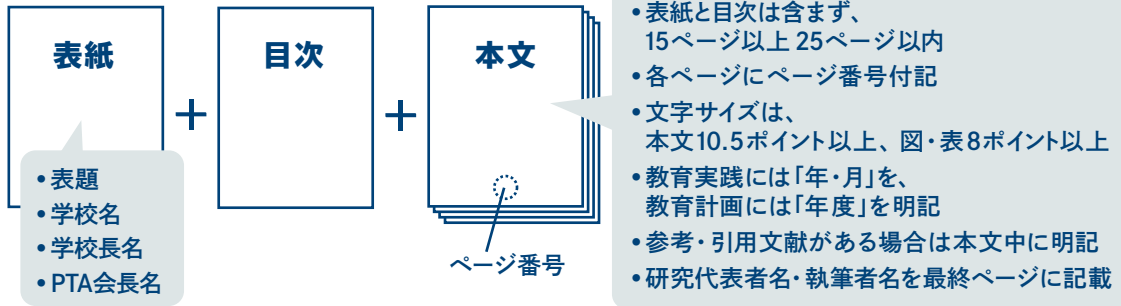 表紙
+
目次
+
本文
•表題
•学校名
•学校長名
•PTA会長名
ページ番号
•表紙と目次は含まず、
15ページ以上 25ページ以内
•各ページにページ番号付記
•文字サイズは、
本文10.5ポイント以上、図・表8ポイント以上
•教育実践には「年・月」を、
教育計画には「年度」を明記
•参考・引用文献がある場合は本文中に明記
•研究代表者名・執筆者名を最終ページに記載